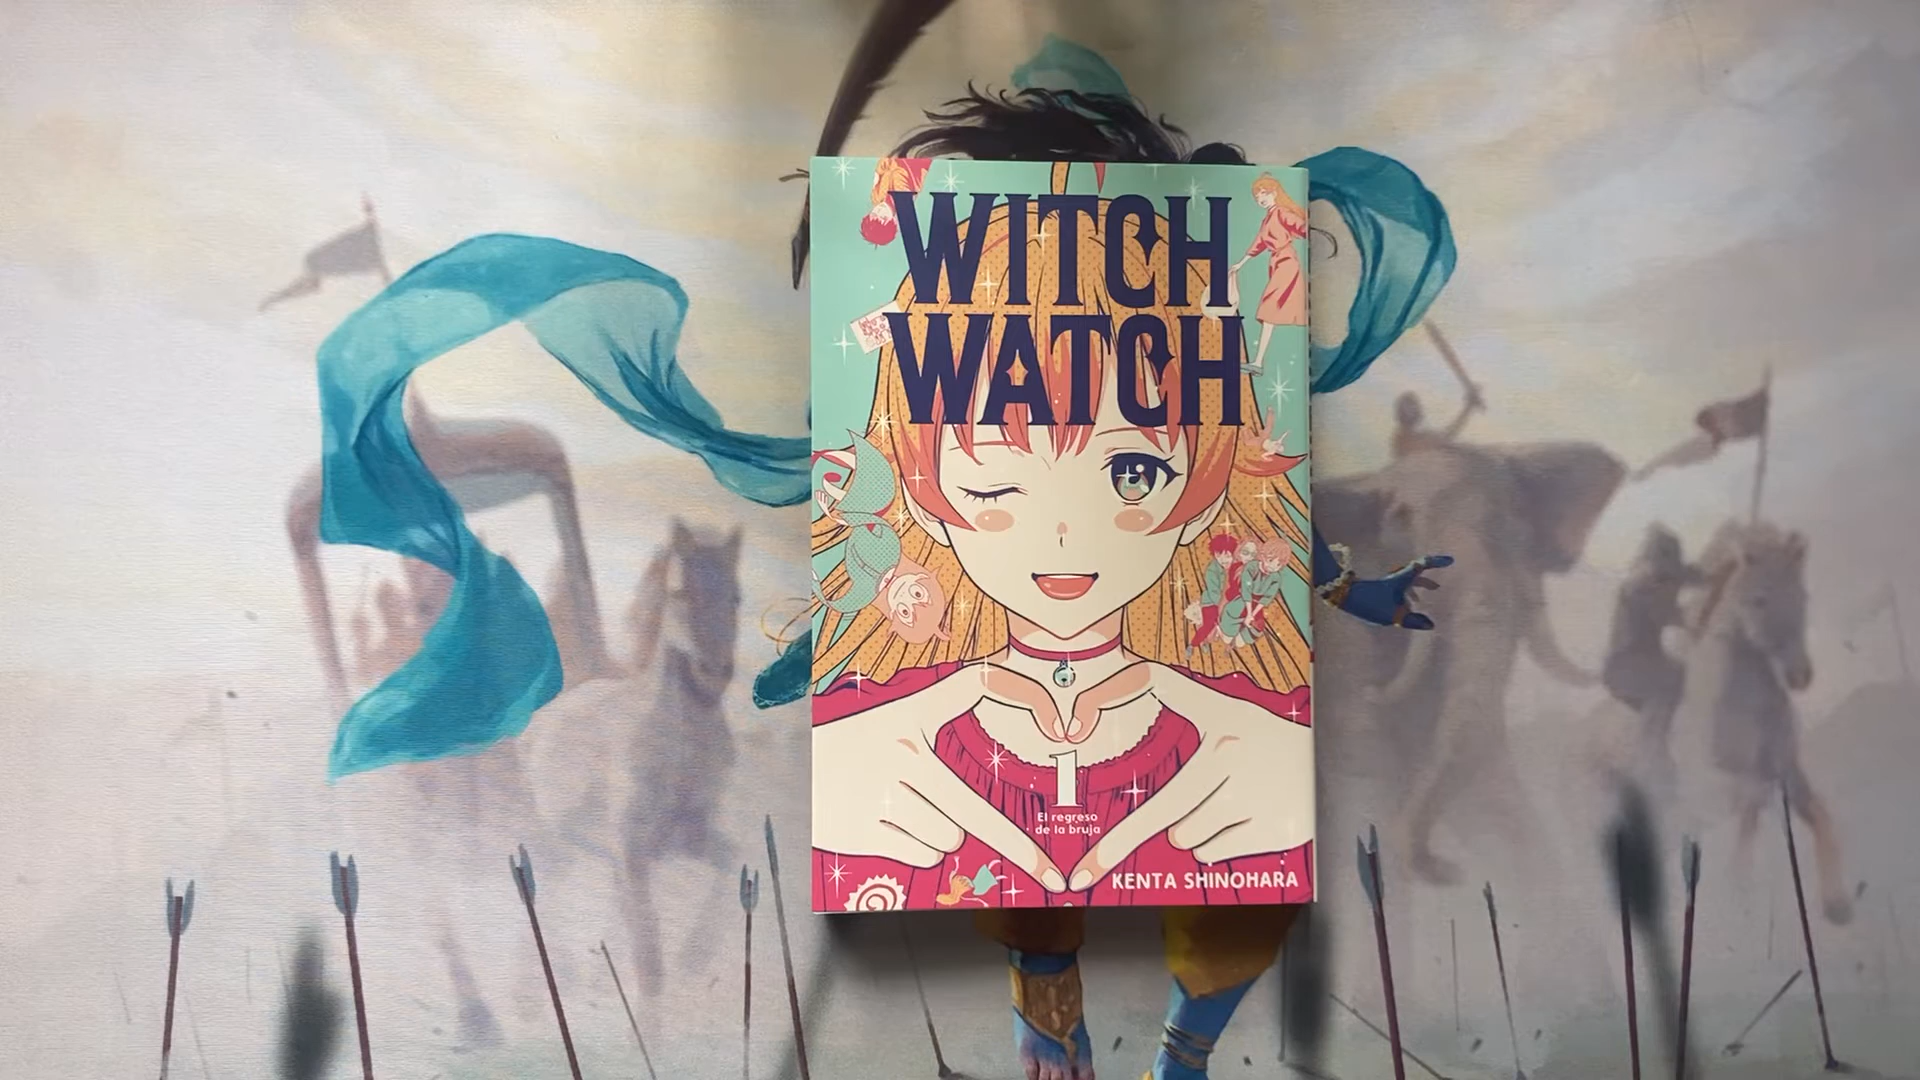 WITCH
WATCH
1
El regreso
de la bruja
KENTA SHINOHARA